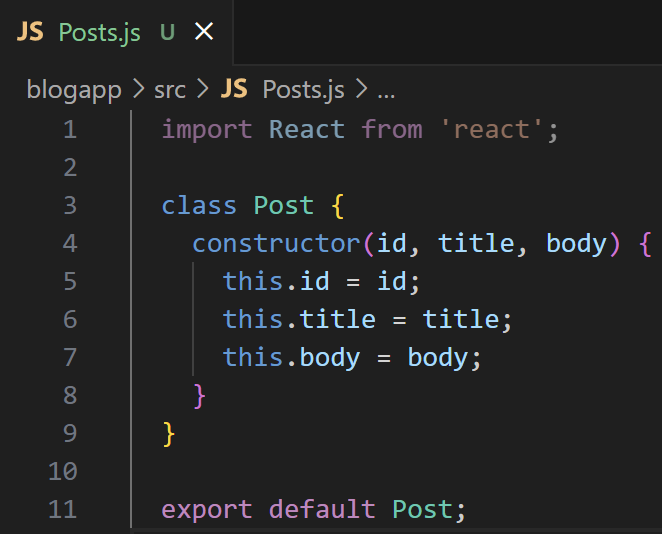 JS Posts.js U ×
blogapp > src > JS Posts.js > ...
1 import React from 'react';
2
3 class Post {
4 constructor(id, title, body) {
5 this.id = id;
6 this.title = title;
7 this.body = body;
8 }
9 }
10
11 export default Post;